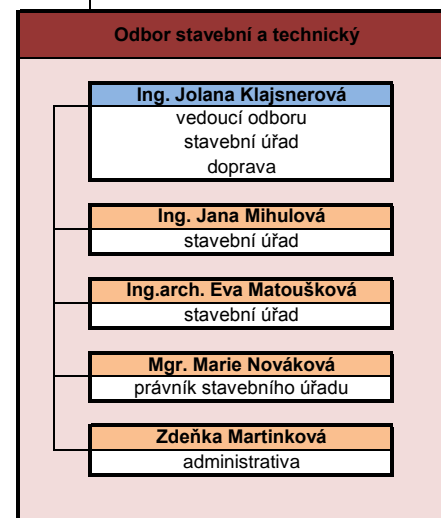 Odbor stavební a technický
Ing. Jolana Klajsnerová
vedoucí odboru
stavební úřad
doprava
Ing. Jana Mihulová
stavební úřad
Ing.arch. Eva Matoušková
stavební úřad
Mgr. Marie Nováková
právník stavebního úřadu
Zdeňka Martinková
administrativa